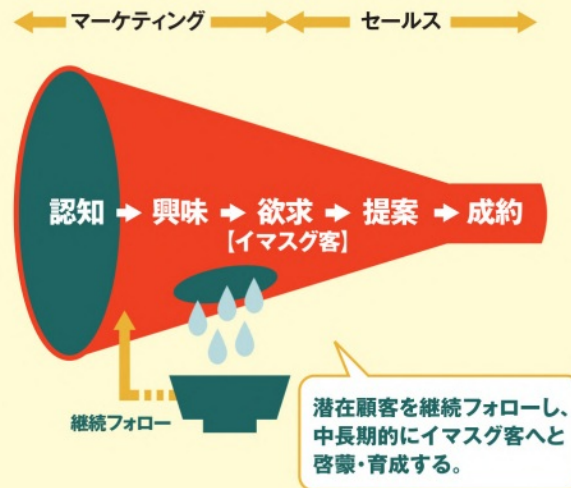 マーケティング セールス
認知 興味 欲求 提案 成約
【イマスグ客】
継続フォロー
潜在顧客を継続フォローし、
中長期的にイマスグ客へと
啓蒙・育成する。